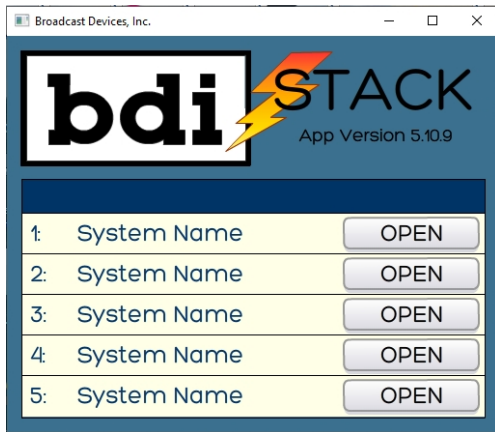 Broadcast Devices, Inc.
bdi STACK
App Version 5.10.9
1: System Name OPEN
2: System Name OPEN
3: System Name OPEN
4: System Name OPEN
5: System Name OPEN